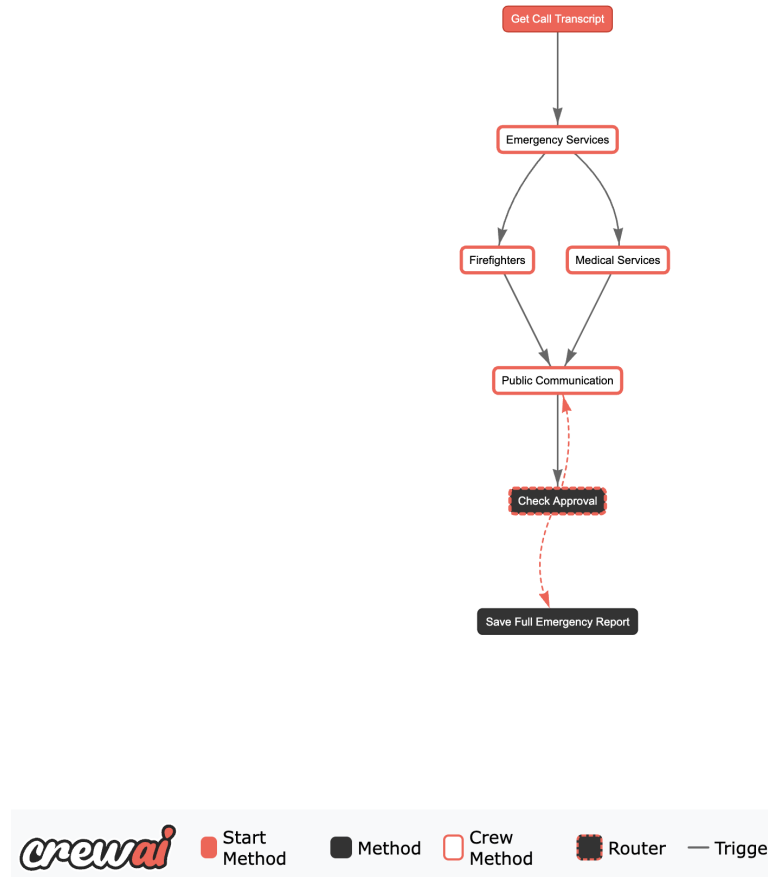 Get Call Transcript
Emergency Services
Firefighters
Medical Services
Public Communication
Check Approval
Save Full Emergency Report
crewai
Start
Method
Method
Crew
Method
Router
Trigge